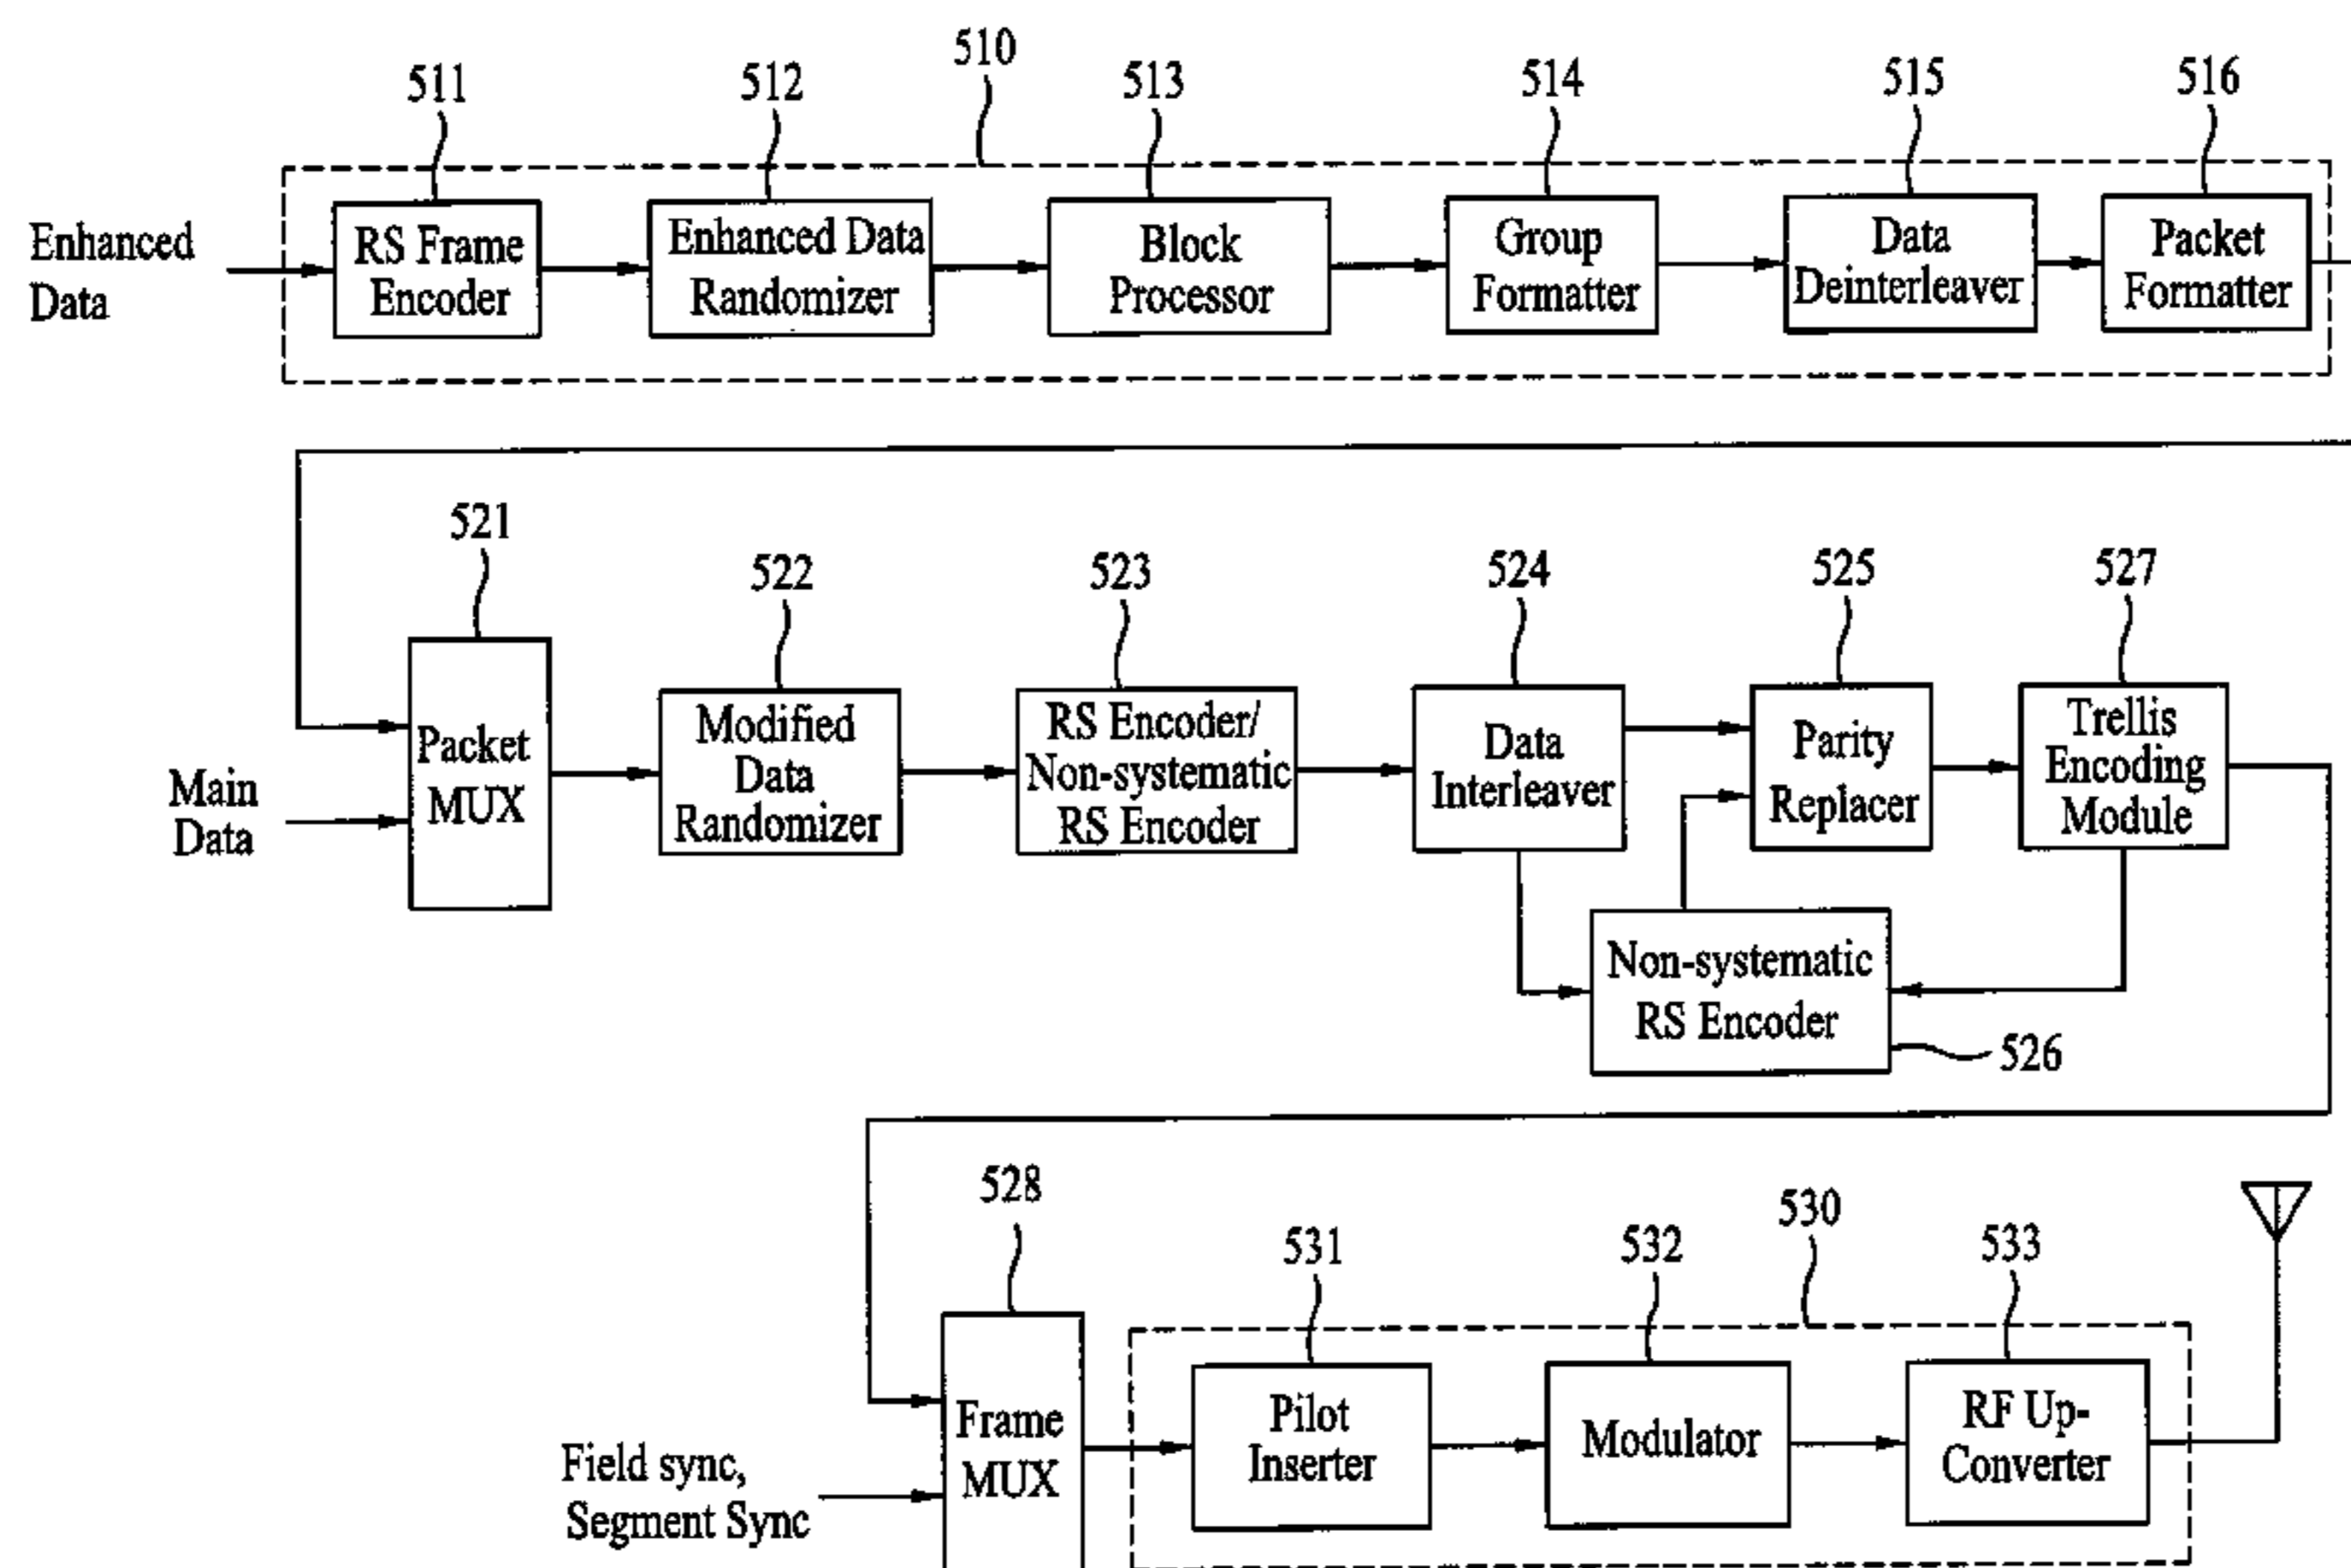 510
511
512
513
514
515
516
Enhanced
Data
RS Frame
Encoder
Enhanced Data
Randomizer
Block
Processor
Group
Formatter
Data
Deinterleaver
Packet
Formatter
521
522
523
524
525
527
Main
Data
Packet
MUX
Modified
Data
Randomizer
RS Encoder/
Non-systematic
RS Encoder
Data
Interleaver
Parity
Replacer
Trellis
Encoding
Module
Non-systematic
RS Encoder
526
528
530
531
532
533
Field sync,
Segment Sync
Frame
MUX
Pilot
Inserter
Modulator
RF Up-
Converter